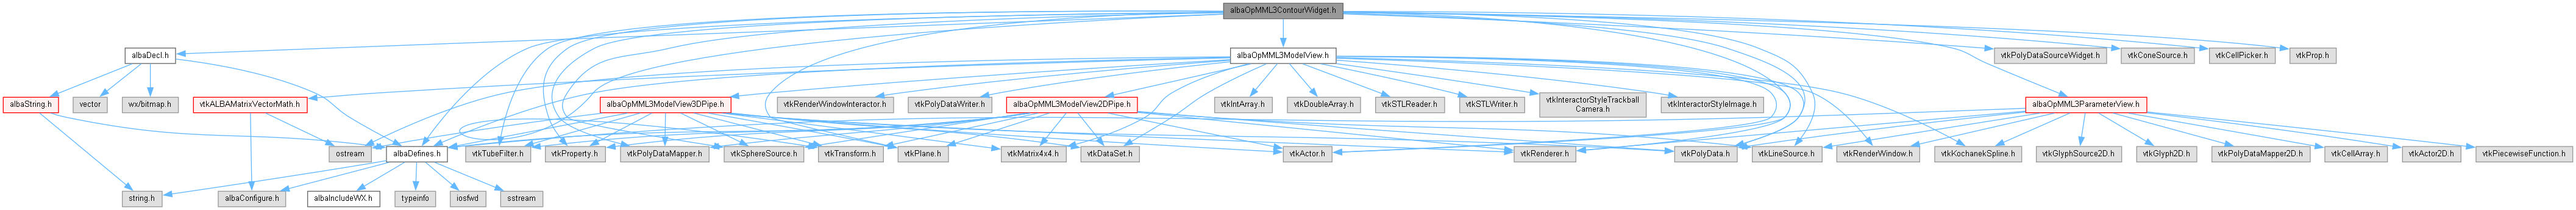 albaOpMML3ContourWidget.h
albaDecl.h
albaOpMML3ModelView.h
vtkPolyDataSourceWidget.h
vtkConeSource.h
vtkCellPicker.h
vtkProp.h
albaString.h
vector
wx/bitmap.h
vtkALBAMatrixVectorMath.h
albaOpMML3ModelView3DPipe.h
vtkRenderWindowInteractor.h
vtkPolyDataWriter.h
albaOpMML3ModelView2DPipe.h
vtkIntArray.h
vtkDoubleArray.h
vtkSTLReader.h
vtkSTLWriter.h
vtkInteractorStyleTrackball
Camera.h
vtkInteractorStyleImage.h
albaOpMML3ParameterView.h
ostream
albaDefines.h
vtkTubeFilter.h
vtkProperty.h
vtkPolyDataMapper.h
vtkSphereSource.h
vtkTransform.h
vtkPlane.h
vtkMatrix4x4.h
vtkDataSet.h
vtkActor.h
vtkRenderer.h
vtkPolyData.h
vtkLineSource.h
vtkRenderWindow.h
vtkKochanekSpline.h
vtkGlyphSource2D.h
vtkGlyph2D.h
vtkPolyDataMapper2D.h
vtkCellArray.h
vtkActor2D.h
vtkPiecewiseFunction.h
string.h
albaConfigure.h
albaIncludeWX.h
typeinfo
iosfwd
sstream